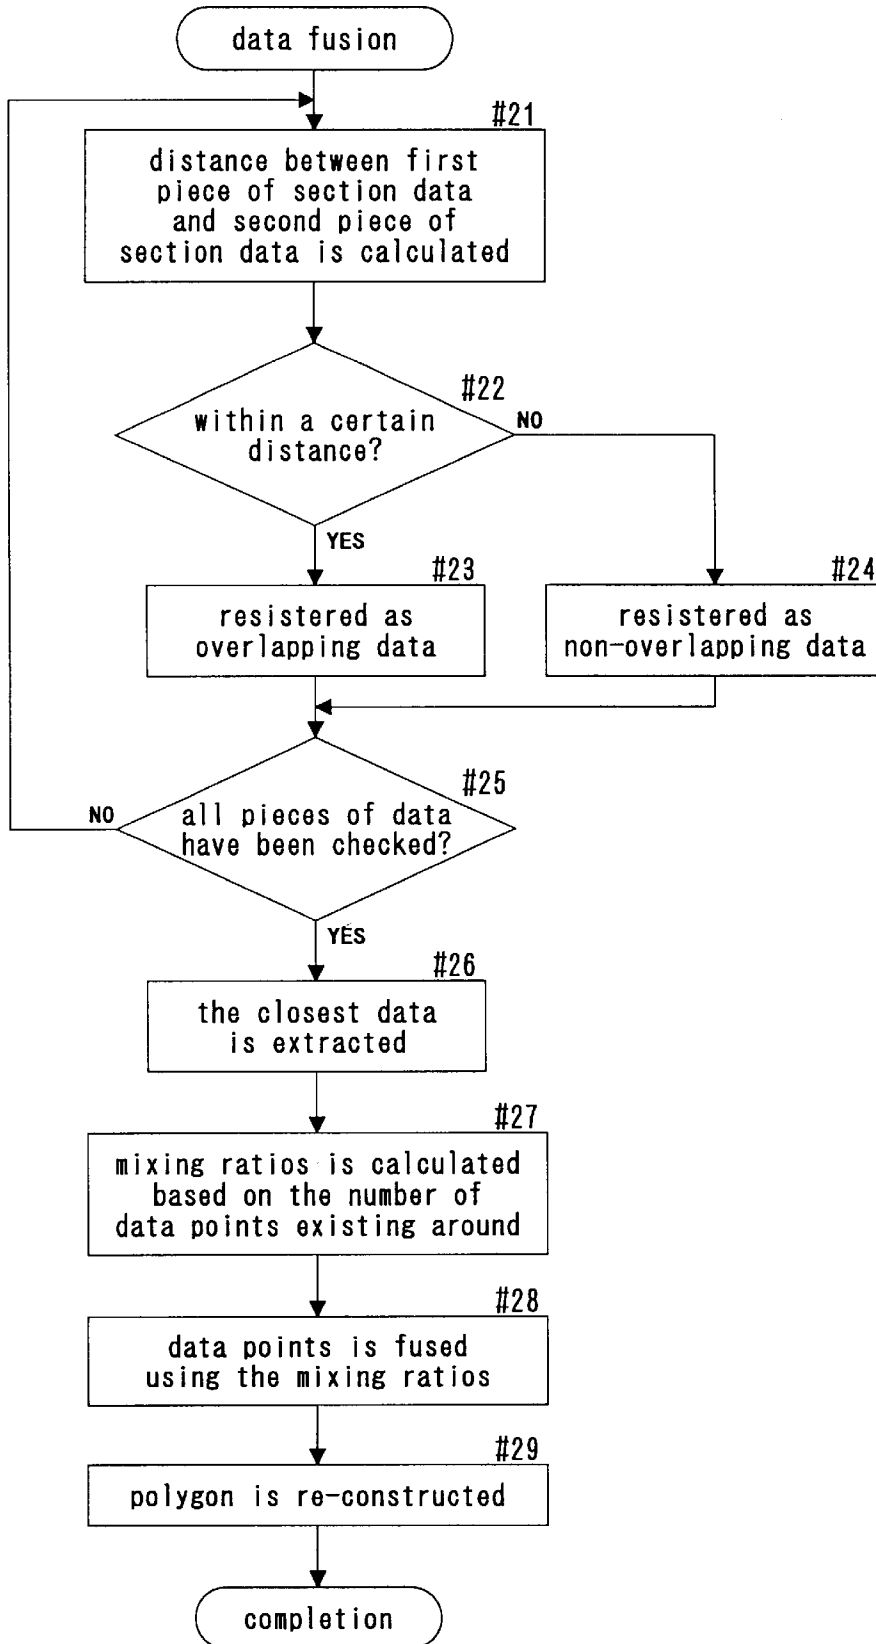 data fusion
#21
distance between first
piece of section data
and second piece of
section data is calculated
#22
within a certain
distance?
NO
YES
#23
resistered as
overlapping data
#24
resistered as
non-overlapping data
#25
all pieces of data
have been checked?
NO
YES
#26
the closest data
is extracted
#27
mixing ratios is calculated
based on the number of
data points existing around
#28
data points is fused
using the mixing ratios
#29
polygon is re-constructed
completion